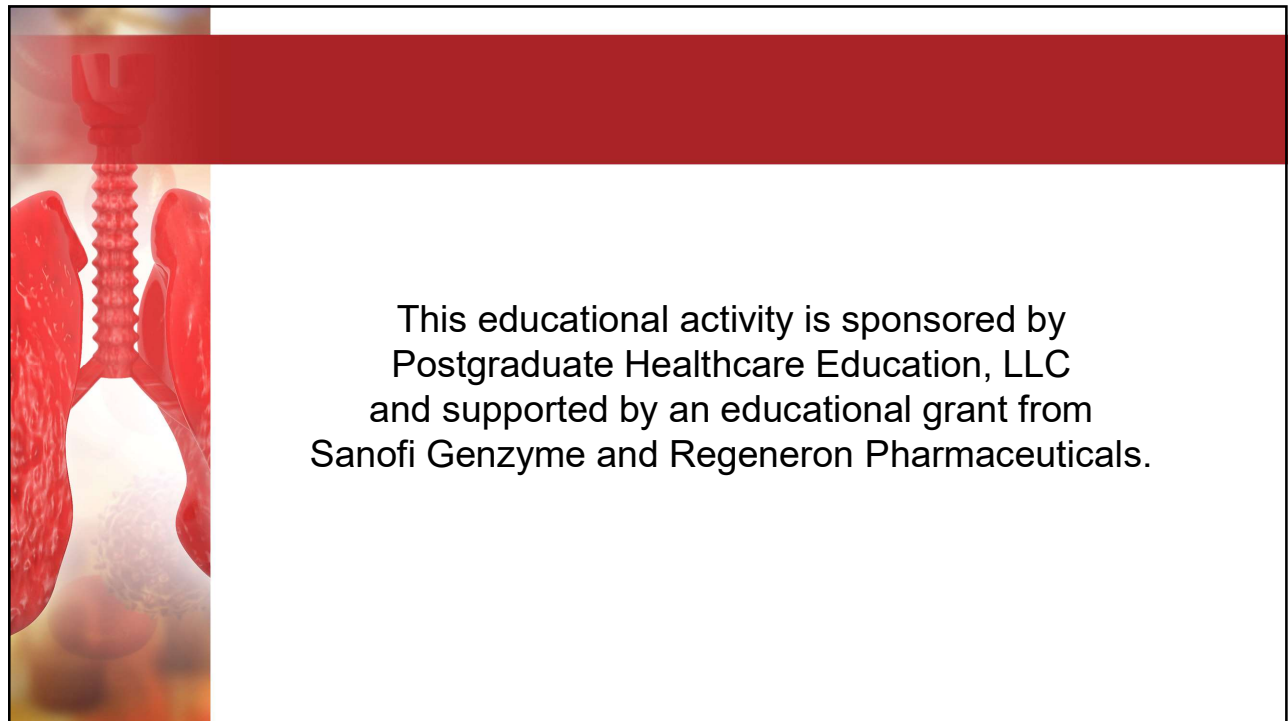 This educational activity is sponsored by
Postgraduate Healthcare Education, LLC
and supported by an educational grant from
Sanofi Genzyme and Regeneron Pharmaceuticals.